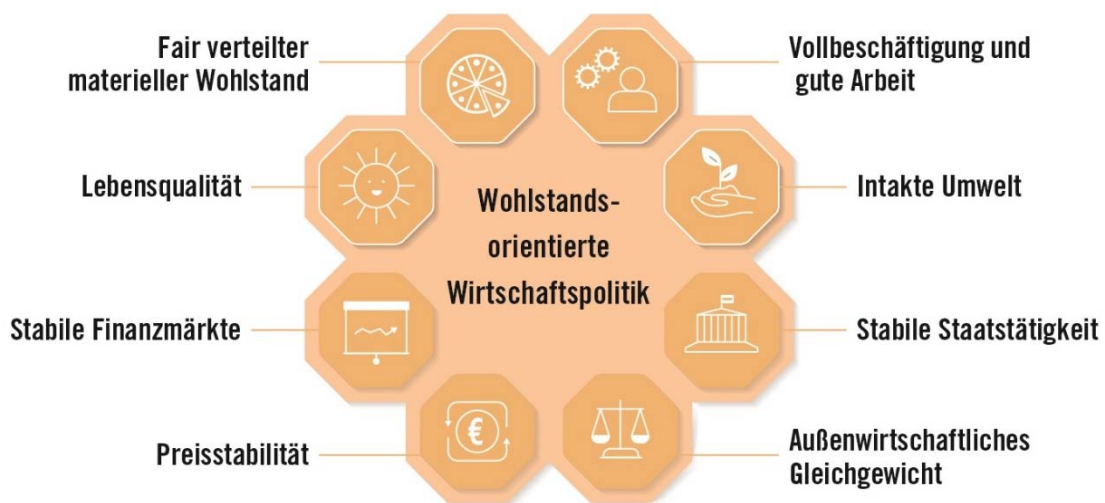 Fair verteilter
materieller Wohlstand
Vollbeschäftigung und
gute Arbeit
Lebensqualität
Intakte Umwelt
Wohlstands-
orientierte
Wirtschaftspolitik
Stabile Finanzmärkte
Stabile Staatstätigkeit
€
Preisstabilität
Außenwirtschaftliches
Gleichgewicht